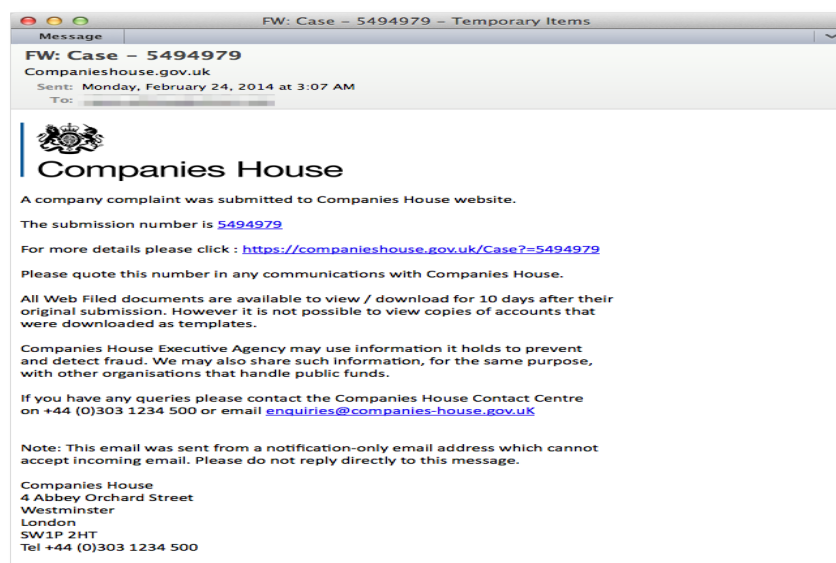 FW: Case – 5494979 – Temporary Items
Message
FW: Case – 5494979
Companieshouse.gov.uk
Sent: Monday, February 24, 2014 at 3:07 AM
To:
Companies House
A company complaint was submitted to Companies House website.
The submission number is 5494979
For more details please click : https://companieshouse.gov.uk/Case?=5494979
Please quote this number in any communications with Companies House.
All Web Filed documents are available to view / download for 10 days after their
original submission. However it is not possible to view copies of accounts that
were downloaded as templates.
Companies House Executive Agency may use information it holds to prevent
and detect fraud. We may also share such information, for the same purpose,
with other organisations that handle public funds.
If you have any queries please contact the Companies House Contact Centre
on +44 (0)303 1234 500 or email enquiries@companies-house.gov.uK
Note: This email was sent from a notification-only email address which cannot
accept incoming email. Please do not reply directly to this message.
Companies House
4 Abbey Orchard Street
Westminster
London
SW1P 2HT
Tel +44 (0)303 1234 500